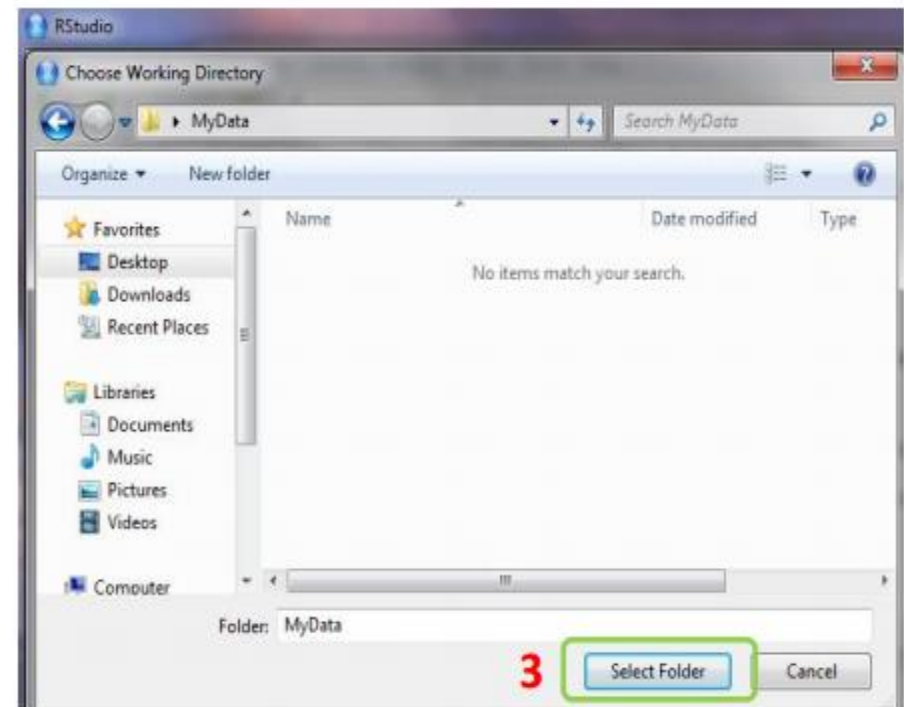 RStudio
Choose Working Directory
MyData
Search MyData
Organize
New folder
Name
Date modified
Type
Favorites
Desktop
No items match your search.
Downloads
Recent Places
Libraries
Documents
Music
Pictures
Videos
Computer
Folder: MyData
3
Select Folder
Cancel